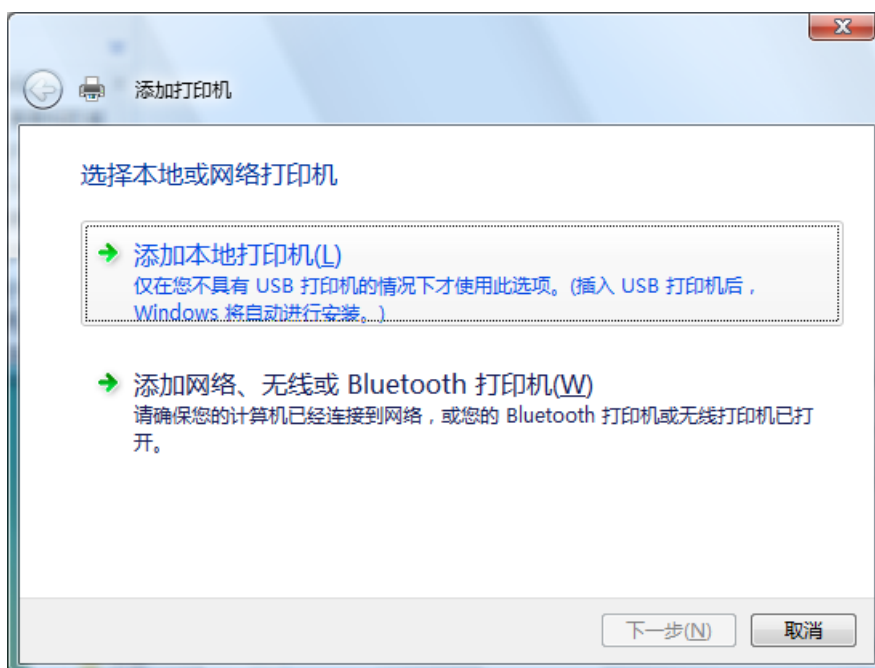 添加打印机
选择本地或网络打印机
添加本地打印机(L)
仅在您不具有 USB 打印机的情况下才使用此选项。(插入 USB 打印机后，
Windows 将自动进行安装。)
添加网络、无线或 Bluetooth 打印机(W)
请确保您的计算机已经连接到网络，或您的 Bluetooth 打印机或无线打印机已打
开。
下一步(N)
取消